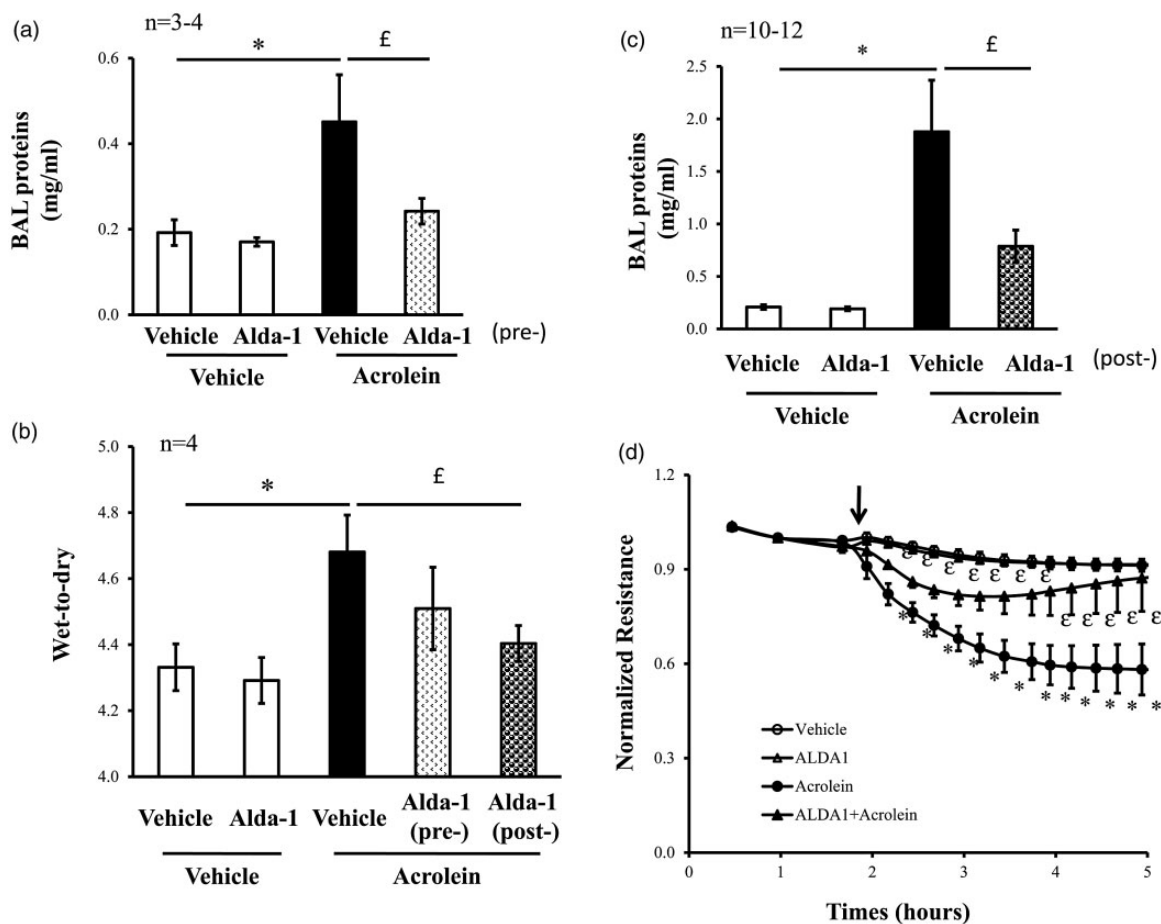 (a)
n=3-4
*
£
0.6
0.4
0.2
0.0
BAL proteins
(mg/ml)
Vehicle Alda-1 Vehicle Alda-1 (pre-)
Vehicle Acrolein
(c)
n=10-12
*
£
2.5
2.0
1.5
1.0
0.5
0.0
BAL proteins
(mg/ml)
Vehicle Alda-1 Vehicle Alda-1 (post-)
Vehicle Acrolein
(b)
n=4
*
£
5.0
4.8
4.6
4.4
4.2
4.0
Wet-to-dry
Vehicle Alda-1 Vehicle Alda-1 Alda-1
(pre-) (post-)
Vehicle Acrolein
(d)
1.2
0.9
0.6
0.3
0.0
Normalized Resistance
ε ε ε ε ε ε ε
ε ε ε ε ε
* * * * * * * * * * * *
Vehicle
ALDA1
Acrolein
ALDA1+Acrolein
0 1 2 3 4 5
Times (hours)